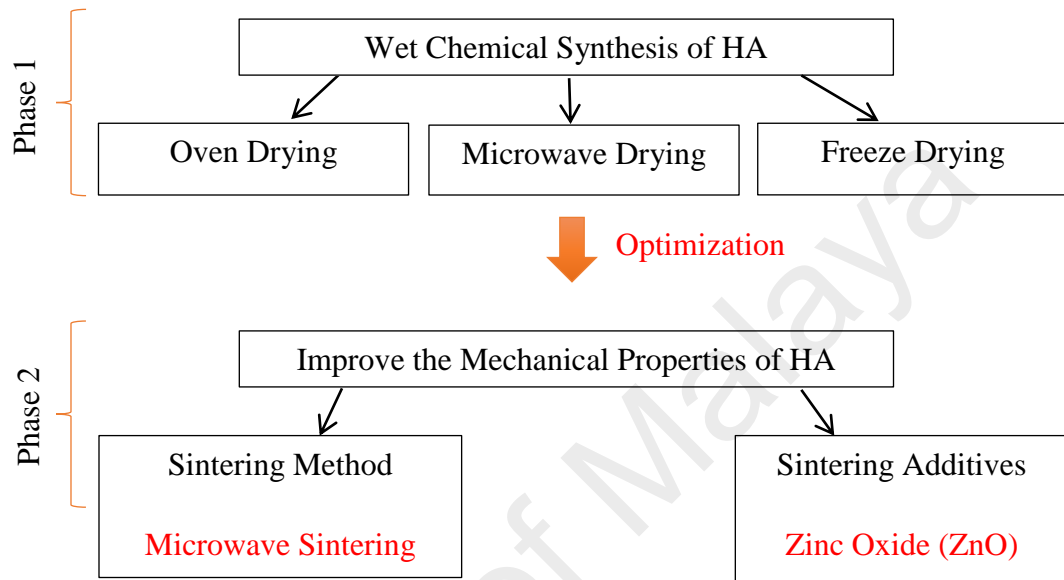 Phase 1
Wet Chemical Synthesis of HA
Oven Drying
Microwave Drying
Freeze Drying
Optimization
Phase 2
Improve the Mechanical Properties of HA
Sintering Method
Microwave Sintering
Sintering Additives
Zinc Oxide (ZnO)
of Malaya